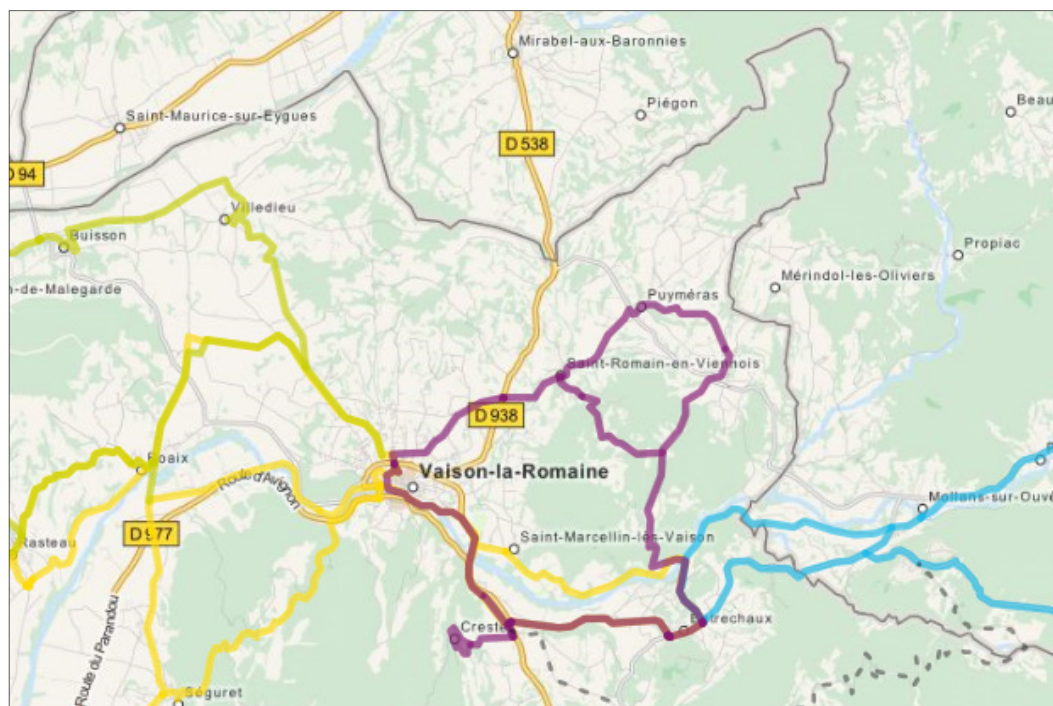 Mirabel-aux-Baronnies
Piégon
Beau
Saint-Maurice-sur-Eygues
D 538
D 94
Villedieu
Buisson
Propiac
Mérindol-les-Oliviers
n-de-Malegarde
Puyméras
Saint-Romain-en-Viennois
D 938
Roaix
Vaison-la-Romaine
Route d'Avignon
Mollans-sur-Ouvè
D 977
Rasteau
Saint-Marcellin-lès-Vaison
Entrechaux
Creste
Route du Parandou
Séguret